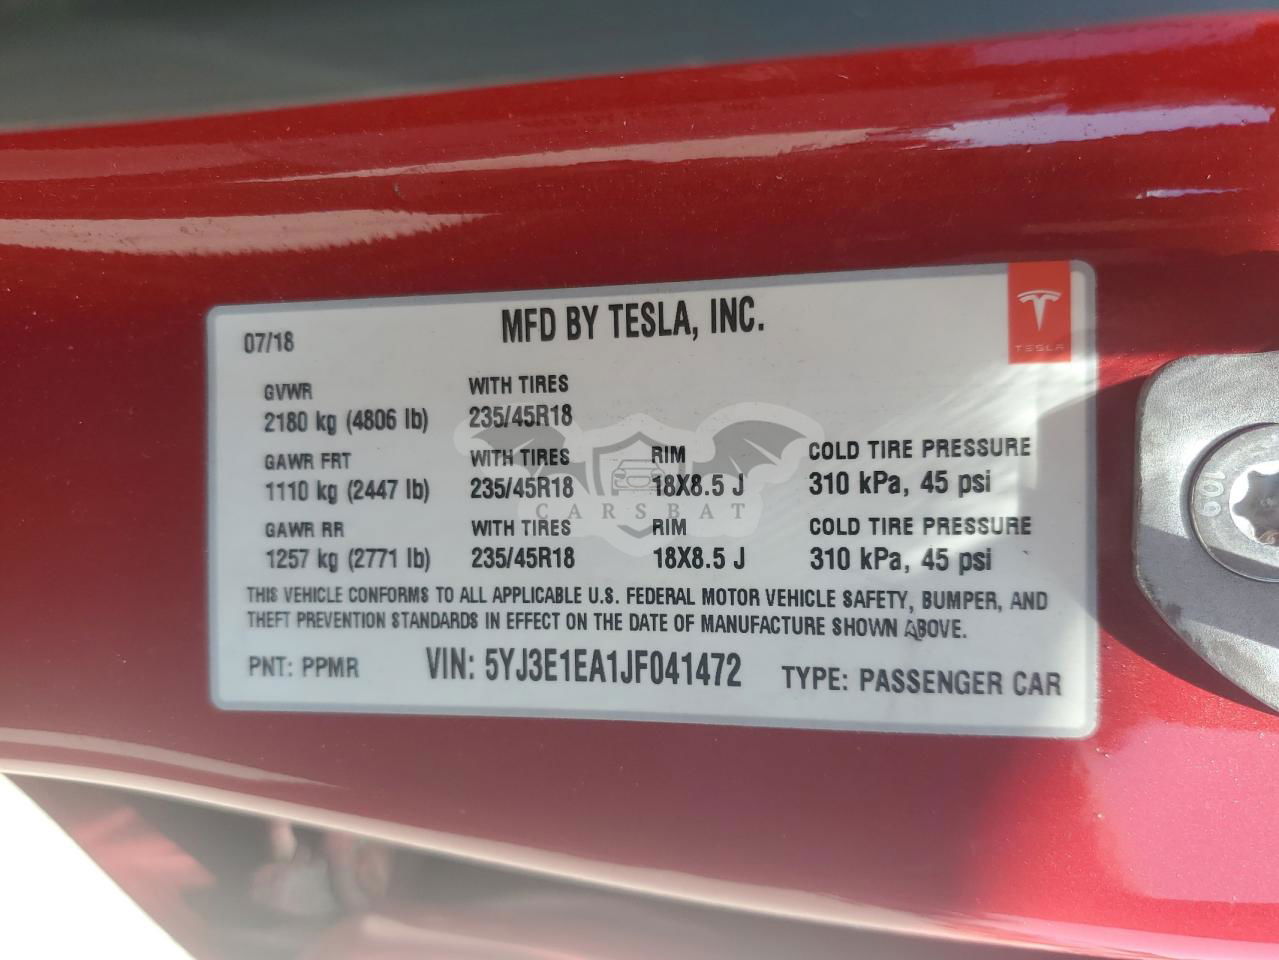 07/18
MFD BY TESLA, INC.
TESLA
GVWR WITH TIRES
2180 kg (4806 lb) 235/45R18
GAWR FRT WITH TIRES RIM COLD TIRE PRESSURE
1110 kg (2447 lb) 235/45R18 18X8.5 J 310 kPa, 45 psi
CARSBAT
GAWR RR WITH TIRES RIM COLD TIRE PRESSURE
1257 kg (2771 lb) 235/45R18 18X8.5 J 310 kPa, 45 psi
THIS VEHICLE CONFORMS TO ALL APPLICABLE U.S. FEDERAL MOTOR VEHICLE SAFETY, BUMPER, AND
THEFT PREVENTION STANDARDS IN EFFECT ON THE DATE OF MANUFACTURE SHOWN ABOVE.
PNT: PPMR VIN: 5YJ3E1EA1JF041472 TYPE: PASSENGER CAR